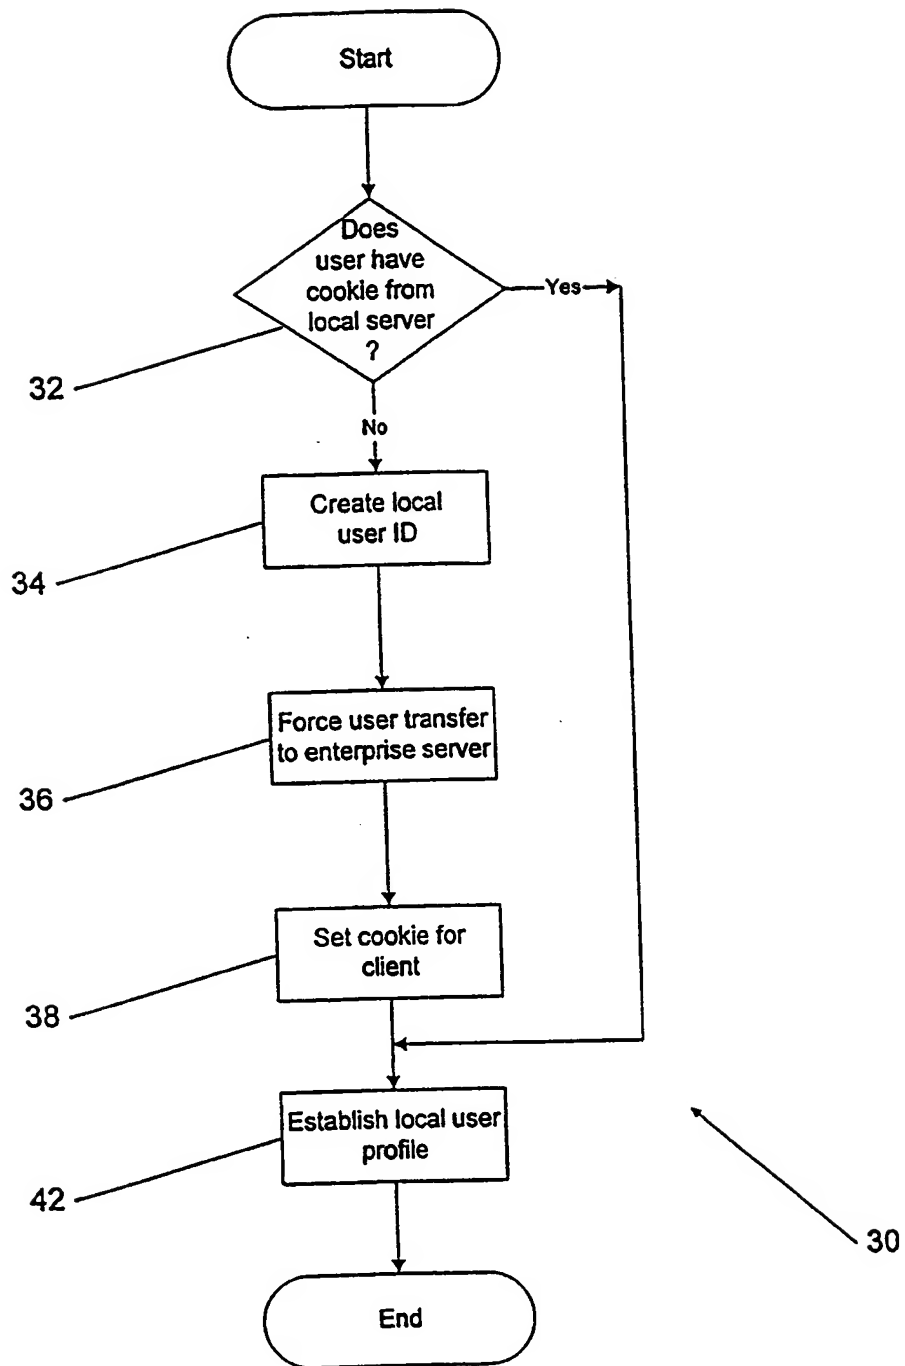 Start
Does
user have
cookie from
local server
?
Yes
32
No
Create local
user ID
34
Force user transfer
to enterprise server
36
Set cookie for
client
38
Establish local user
profile
42
30
End